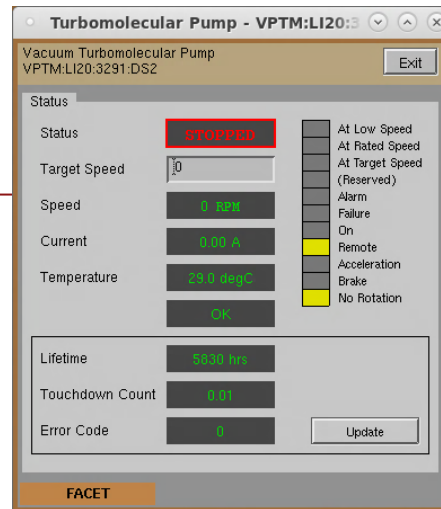 Turbomolecular Pump - VPTM:LI20:3
Vacuum Turbomolecular Pump
VPTM:LI20:3291:DS2
Exit
Status
Status STOPPED
Target Speed 0
Speed 0 RPM
Current 0.00 A
Temperature 29.0 degC
OK
At Low Speed
At Rated Speed
At Target Speed
(Reserved)
Alarm
Failure
On
Remote
Acceleration
Brake
No Rotation
Lifetime 5830 hrs
Touchdown Count 0.01
Error Code 0
Update
FACET